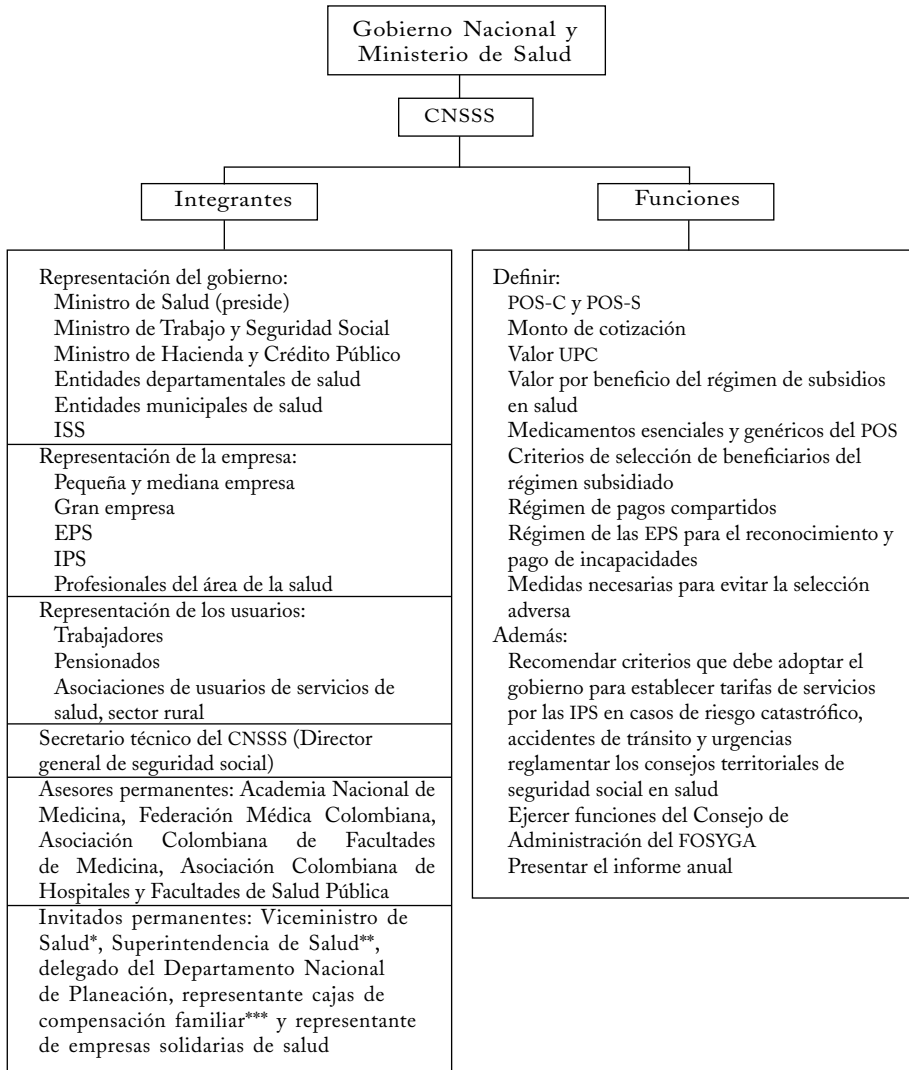 Gobierno Nacional y
Ministerio de Salud
CNSSS
Integrantes
Funciones
Representación del gobierno:
Ministro de Salud (preside)
Ministro de Trabajo y Seguridad Social
Ministro de Hacienda y Crédito Público
Entidades departamentales de salud
Entidades municipales de salud
ISS
Representación de la empresa:
Pequeña y mediana empresa
Gran empresa
EPS
IPS
Profesionales del área de la salud
Representación de los usuarios:
Trabajadores
Pensionados
Asociaciones de usuarios de servicios de
salud, sector rural
Secretario técnico del CNSSS (Director
general de seguridad social)
Asesores permanentes: Academia Nacional de
Medicina, Federación Médica Colombiana,
Asociación Colombiana de Facultades
de Medicina, Asociación Colombiana de
Hospitales y Facultades de Salud Pública
Invitados permanentes: Viceministro de
Salud*, Superintendencia de Salud**,
delegado del Departamento Nacional
de Planeación, representante cajas de
compensación familiar*** y representante
de empresas solidarias de salud
Definir:
POS-C y POS-S
Monto de cotización
Valor UPC
Valor por beneficio del régimen de subsidios
en salud
Medicamentos esenciales y genéricos del POS
Criterios de selección de beneficiarios del
régimen subsidiado
Régimen de pagos compartidos
Régimen de las EPS para el reconocimiento y
pago de incapacidades
Medidas necesarias para evitar la selección
adversa
Además:
Recomendar criterios que debe adoptar el
gobierno para establecer tarifas de servicios
por las IPS en casos de riesgo catastrófico,
accidentes de tránsito y urgencias
reglamentar los consejos territoriales de
seguridad social en salud
Ejercer funciones del Consejo de
Administración del FOSYGA
Presentar el informe anual